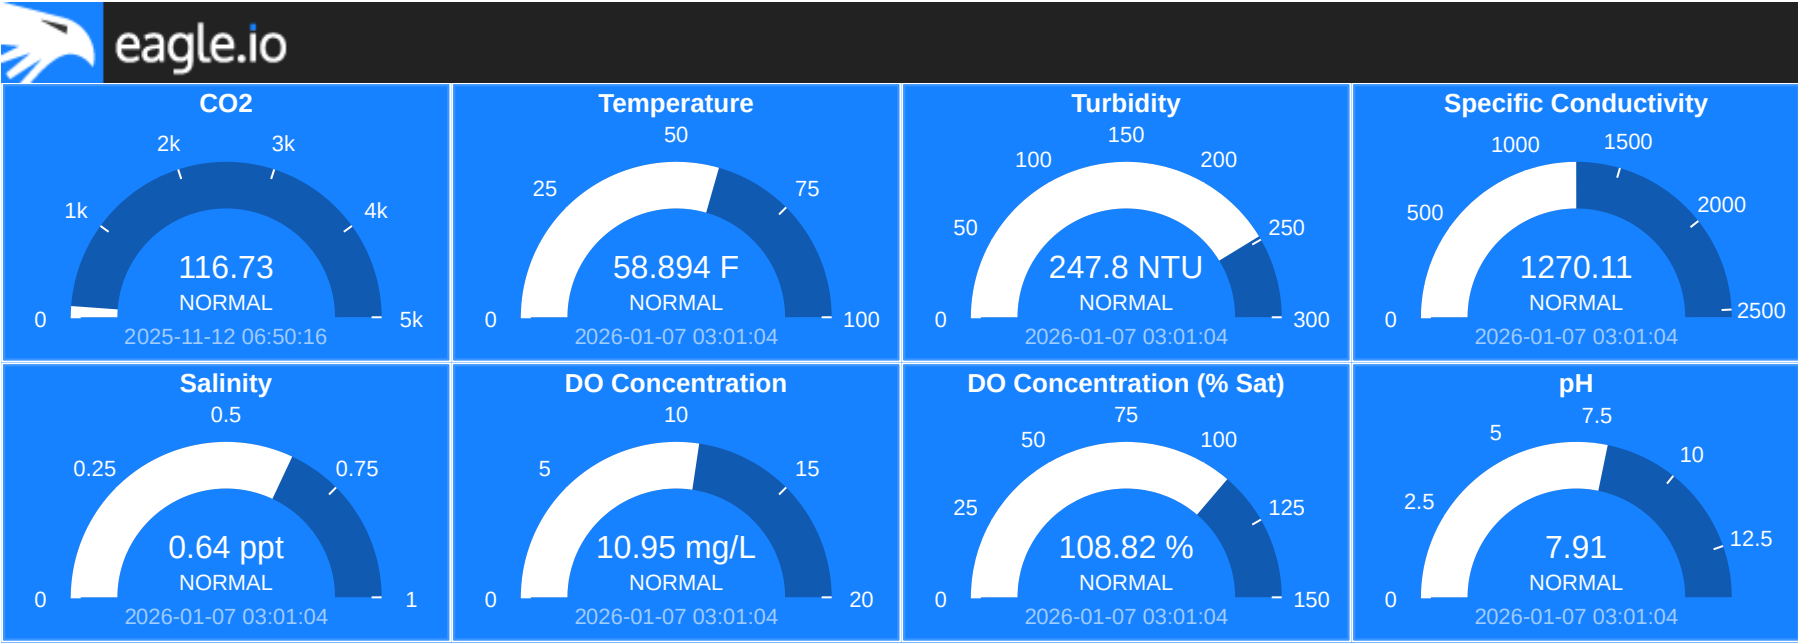 eagle.io
CO2
2k
3k
1k
4k
116.73
NORMAL
0
5k
2025-11-12 06:50:16
Temperature
50
25
75
58.894 F
NORMAL
0
100
2026-01-07 03:01:04
Turbidity
150
100
200
50
250
247.8 NTU
NORMAL
0
300
2026-01-07 03:01:04
Specific Conductivity
1000
1500
500
2000
1270.11
NORMAL
0
2500
2026-01-07 03:01:04
Salinity
0.5
0.25
0.75
0.64 ppt
NORMAL
0
1
2026-01-07 03:01:04
DO Concentration
10
5
15
10.95 mg/L
NORMAL
0
20
2026-01-07 03:01:04
DO Concentration (% Sat)
75
50
100
25
125
108.82 %
NORMAL
0
150
2026-01-07 03:01:04
pH
7.5
5
10
2.5
12.5
7.91
NORMAL
0
2026-01-07 03:01:04